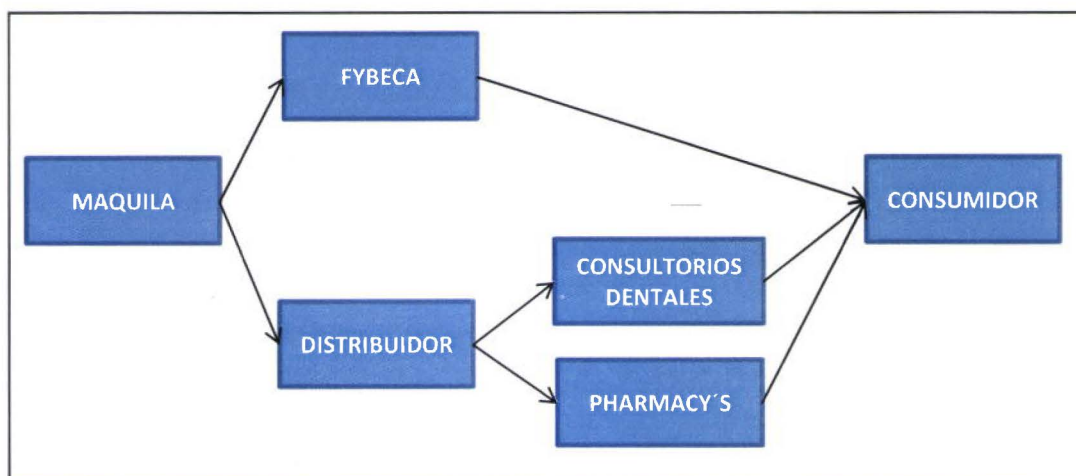 FYBECA
MAQUILA
CONSUMIDOR
CONSULTORIOS
DENTALES
DISTRIBUIDOR
PHARMACY´S